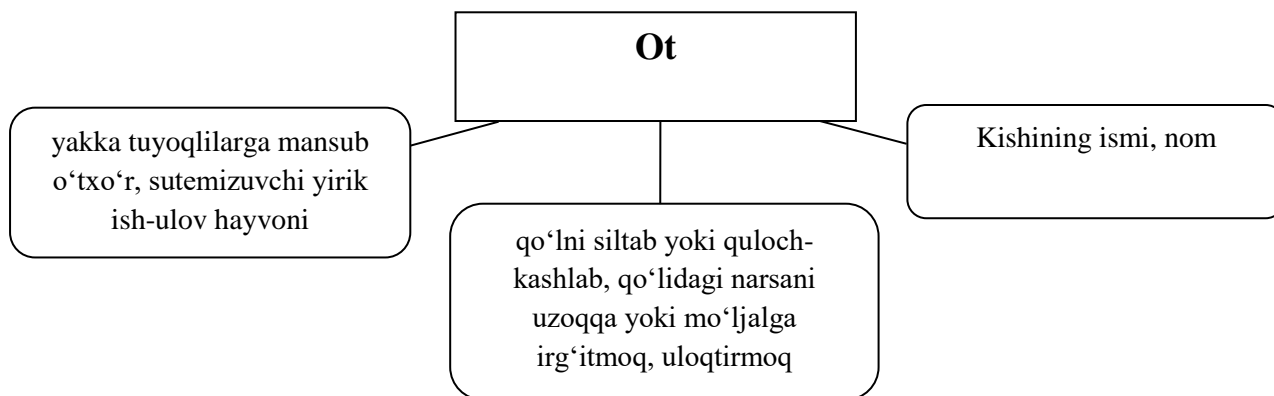 Ot
yakka tuyoqlilarga mansub
o‘txo‘r, sutemizuvchi yirik
ish-ulov hayvoni
qo‘lni siltab yoki quloch-
kashlab, qo‘lidagi narsani
uzoqqa yoki mo‘ljalga
irg‘itmoq, uloqtirmoq
Kishining ismi, nom